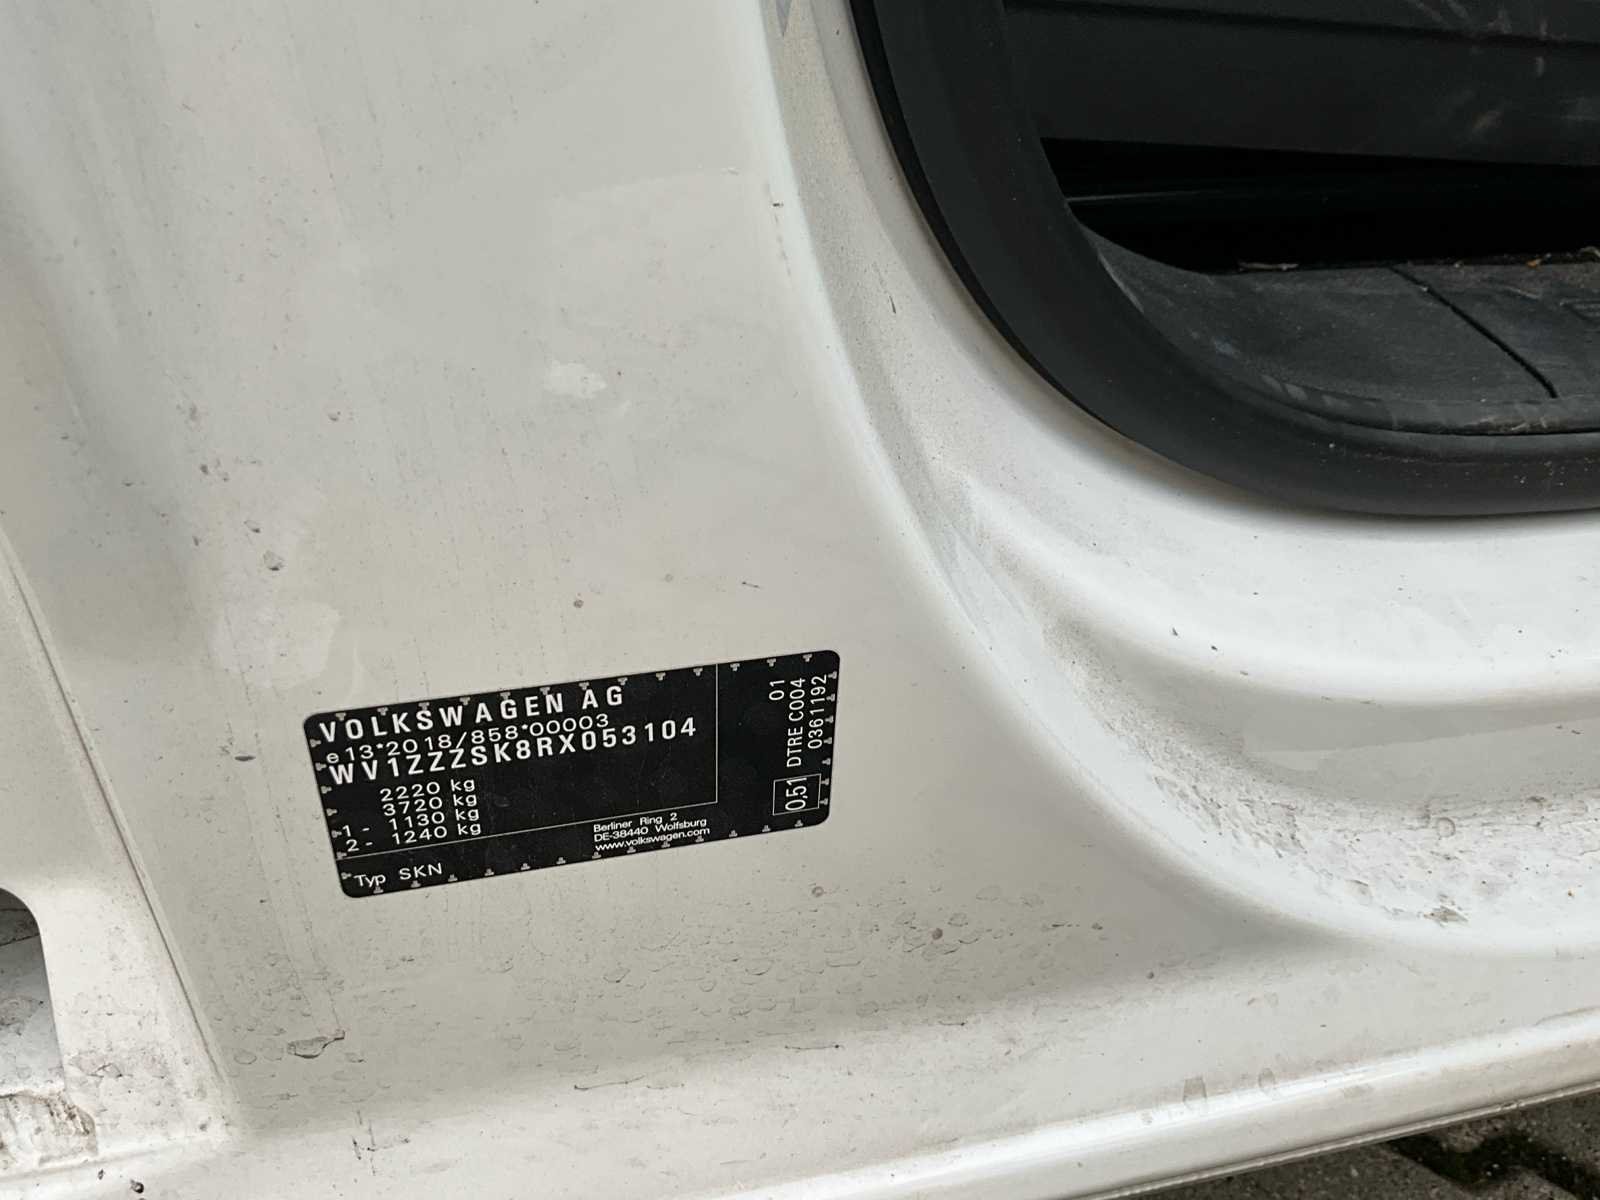 VOLKSWAGEN AG
e13*2018/858*00003
WV1ZZZSK8RX053104
2220 kg
3720 kg
1- 1130 kg
2- 1240 kg
Berliner Ring 2
DE-38440 Wolfsburg
www.volkswagen.com
Typ SKN
01
0.51 DTRE C004
0361192